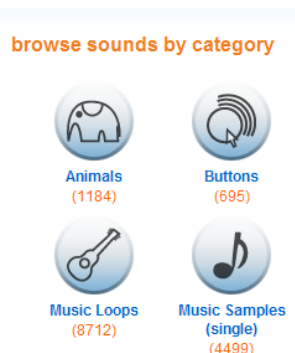 browse sounds by category
Animals
(1184)
Buttons
(695)
Music Loops
(8712)
Music Samples
(single)
(4499)